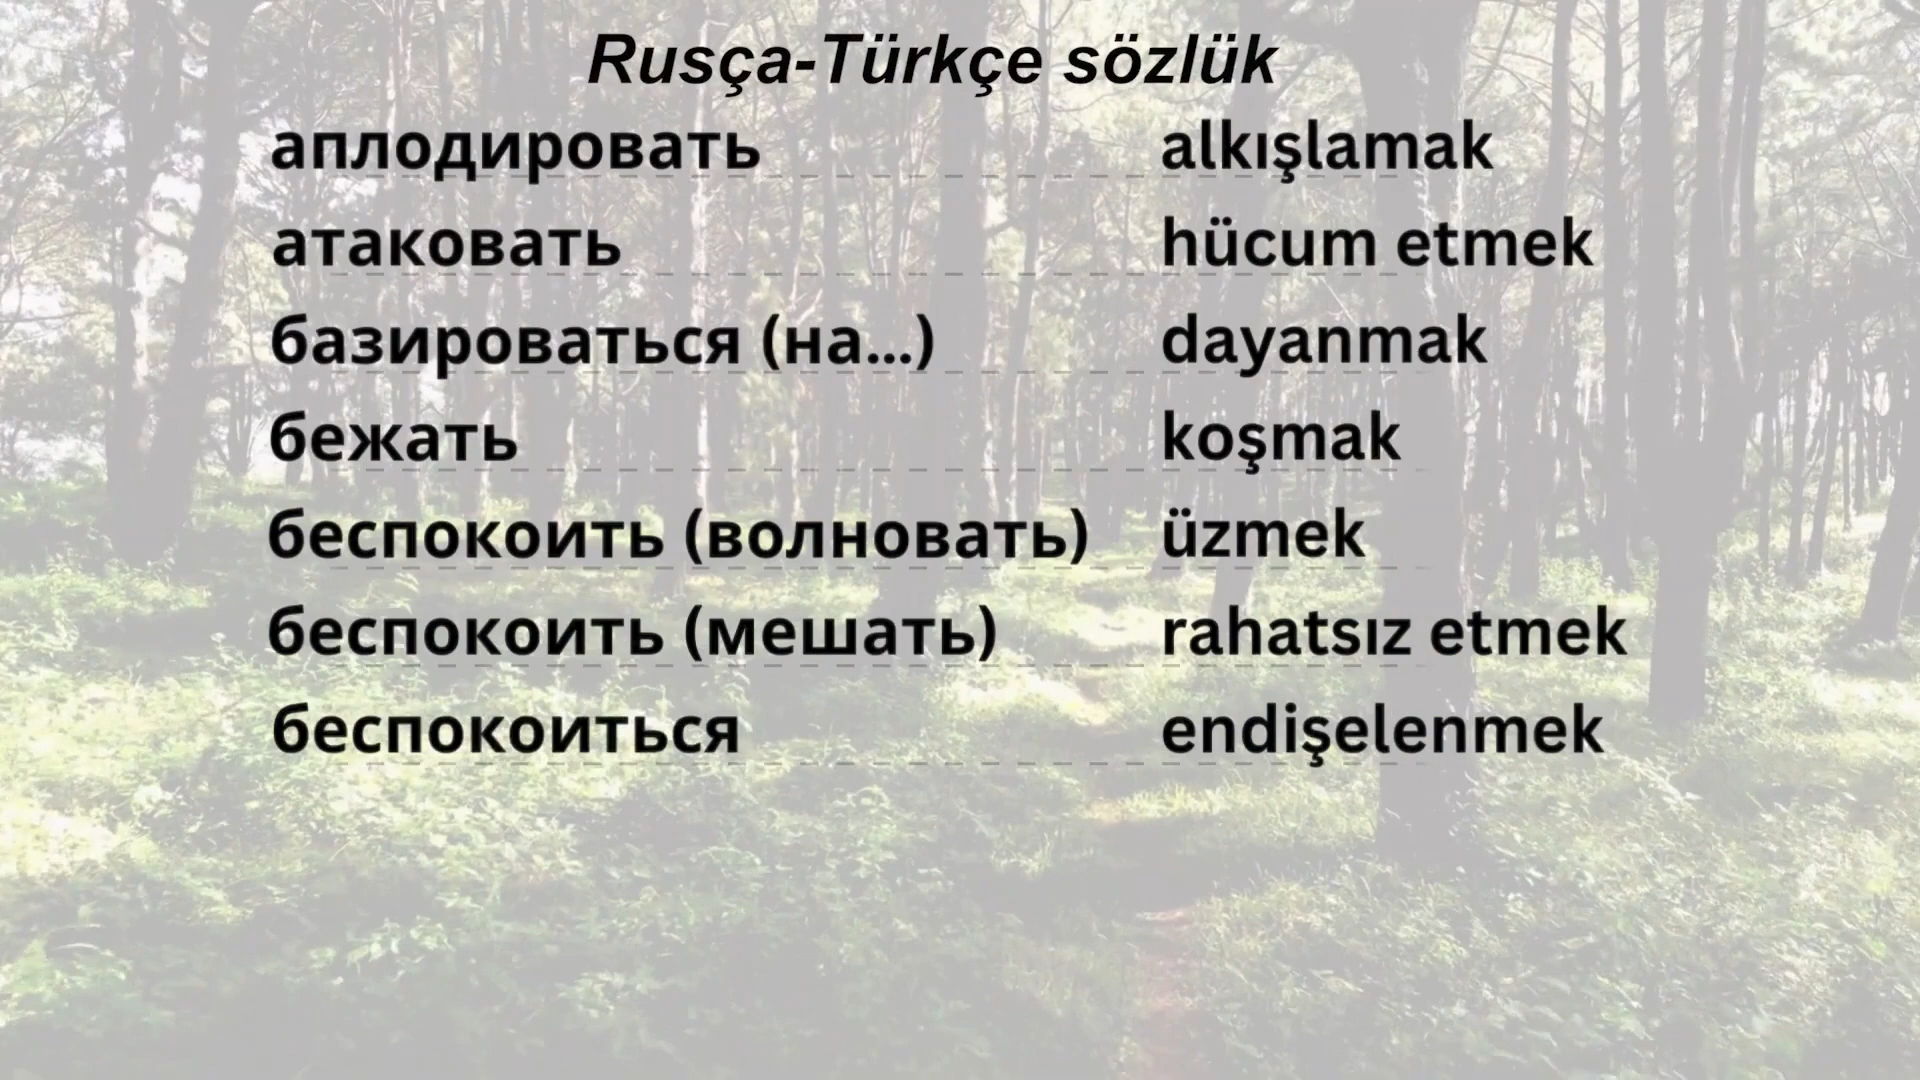 Rusça-Türkçe sözlük
аплодировать alkışlamak
атаковать hücum etmek
базироваться (на...) dayanmak
бежать koşmak
беспокоить (волновать) üzmek
беспокоить (мешать) rahatsız etmek
беспокоиться endişelenmek